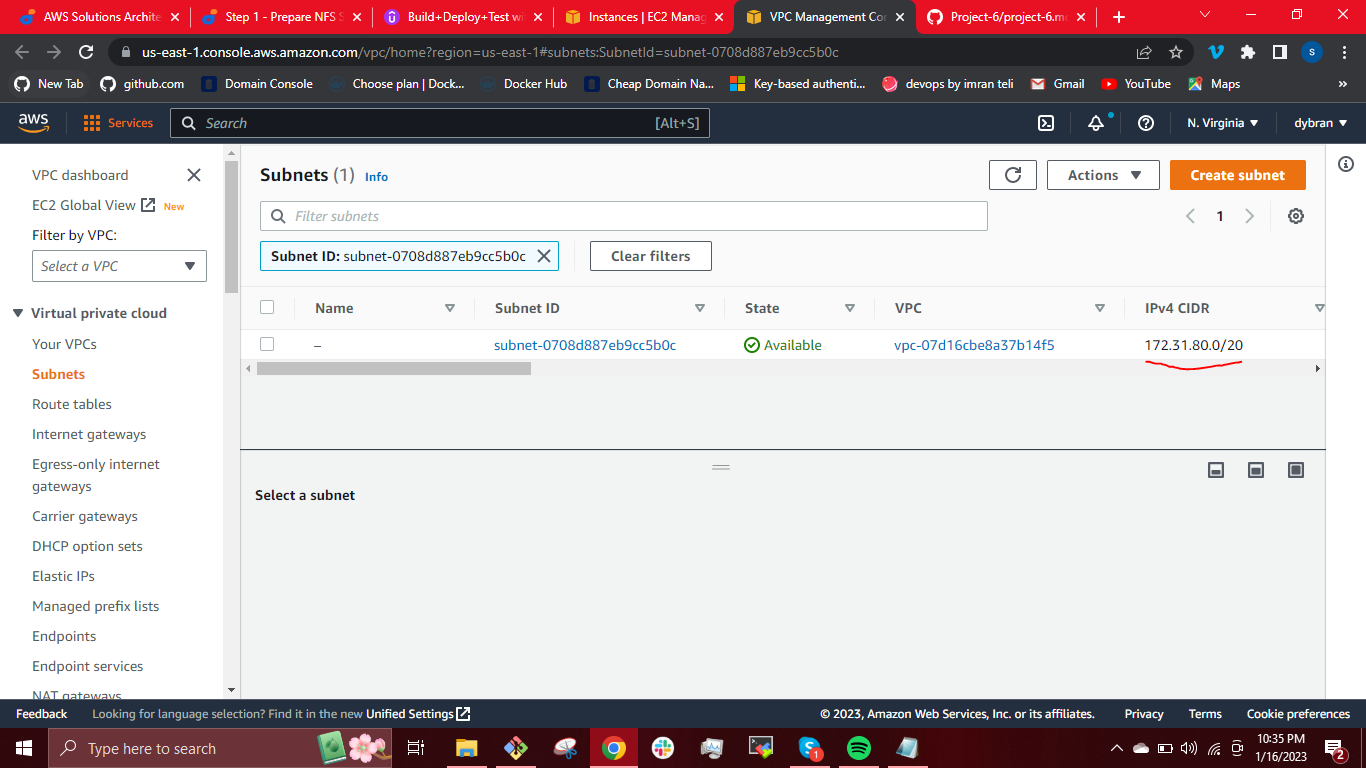 AWS Solutions Archite
Step 1 - Prepare NFS S
Build+Deploy+Test wi
Instances | EC2 Manag
VPC Management Con
Project-6/project-6.md
us-east-1.console.aws.amazon.com/vpc/home?region=us-east-1#subnets:SubnetId=subnet-0708d887eb9cc5b0c
S
New Tab
github.com
Domain Console
Choose plan | Dock...
Docker Hub
Cheap Domain Na...
Key-based authenti...
devops by imran teli
Gmail
YouTube
Maps
»
aws
Services
Search
[Alt+S]
N. Virginia
dybran
VPC dashboard
EC2 Global View
New
Filter by VPC:
Select a VPC
Virtual private cloud
Your VPCs
Subnets
Route tables
Internet gateways
Egress-only internet
gateways
Carrier gateways
DHCP option sets
Elastic IPs
Managed prefix lists
Endpoints
Endpoint services
NAT gateways
Subnets (1)
Info
Actions
Create subnet
Filter subnets
1
Subnet ID: subnet-0708d887eb9cc5b0c
Clear filters
Name
Subnet ID
State
VPC
IPv4 CIDR
–
subnet-0708d887eb9cc5b0c
Available
vpc-07d16cbe8a37b14f5
172.31.80.0/20
Select a subnet
Feedback
Looking for language selection? Find it in the new Unified Settings
© 2023, Amazon Web Services, Inc. or its affiliates.
Privacy
Terms
Cookie preferences
Type here to search
1
10:35 PM
1/16/2023
2